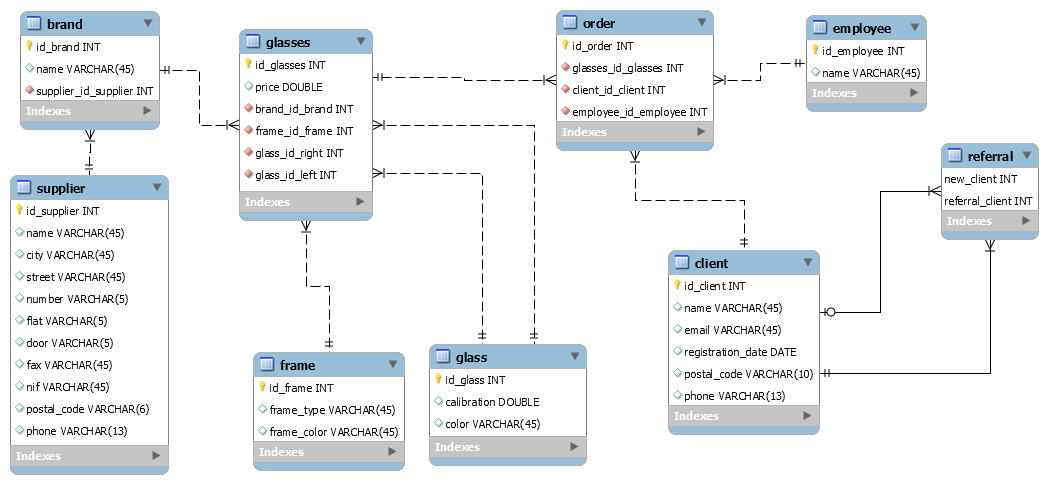 brand
id_brand INT
name VARCHAR(45)
supplier_id_supplier INT
Indexes
supplier
id_supplier INT
name VARCHAR(45)
city VARCHAR(45)
street VARCHAR(45)
number VARCHAR(5)
flat VARCHAR(5)
door VARCHAR(5)
fax VARCHAR(45)
nif VARCHAR(45)
postal_code VARCHAR(6)
phone VARCHAR(13)
Indexes
glasses
id_glasses INT
price DOUBLE
brand_id_brand INT
frame_id_frame INT
glass_id_right INT
glass_id_left INT
Indexes
frame
id_frame INT
frame_type VARCHAR(45)
frame_color VARCHAR(45)
Indexes
glass
id_glass INT
calibration DOUBLE
color VARCHAR(45)
Indexes
order
id_order INT
glasses_id_glasses INT
client_id_client INT
employee_id_employee INT
Indexes
employee
id_employee INT
name VARCHAR(45)
Indexes
client
id_client INT
name VARCHAR(45)
email VARCHAR(45)
registration_date DATE
postal_code VARCHAR(10)
phone VARCHAR(13)
Indexes
referral
new_client INT
referral_client INT
Indexes